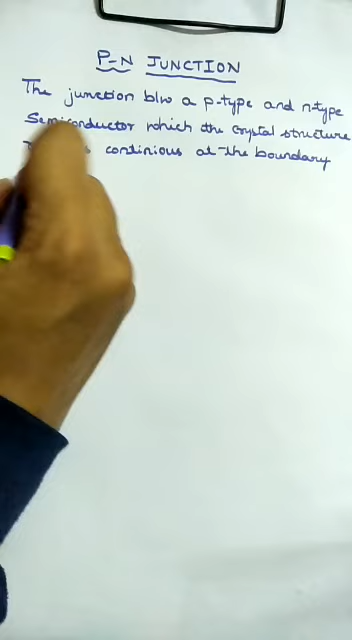 P-N JUNCTION
The junction b/w a p-type and n-type
Semiconductor which the crystal structure
continious at the boundary